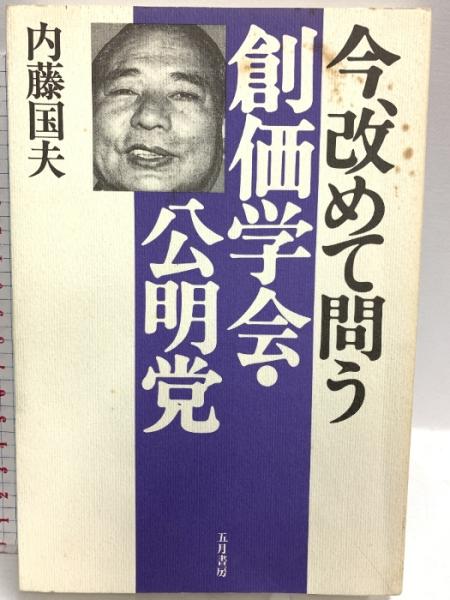 今、改めて問う
創価学会・
公明党
内藤国夫
五月書房